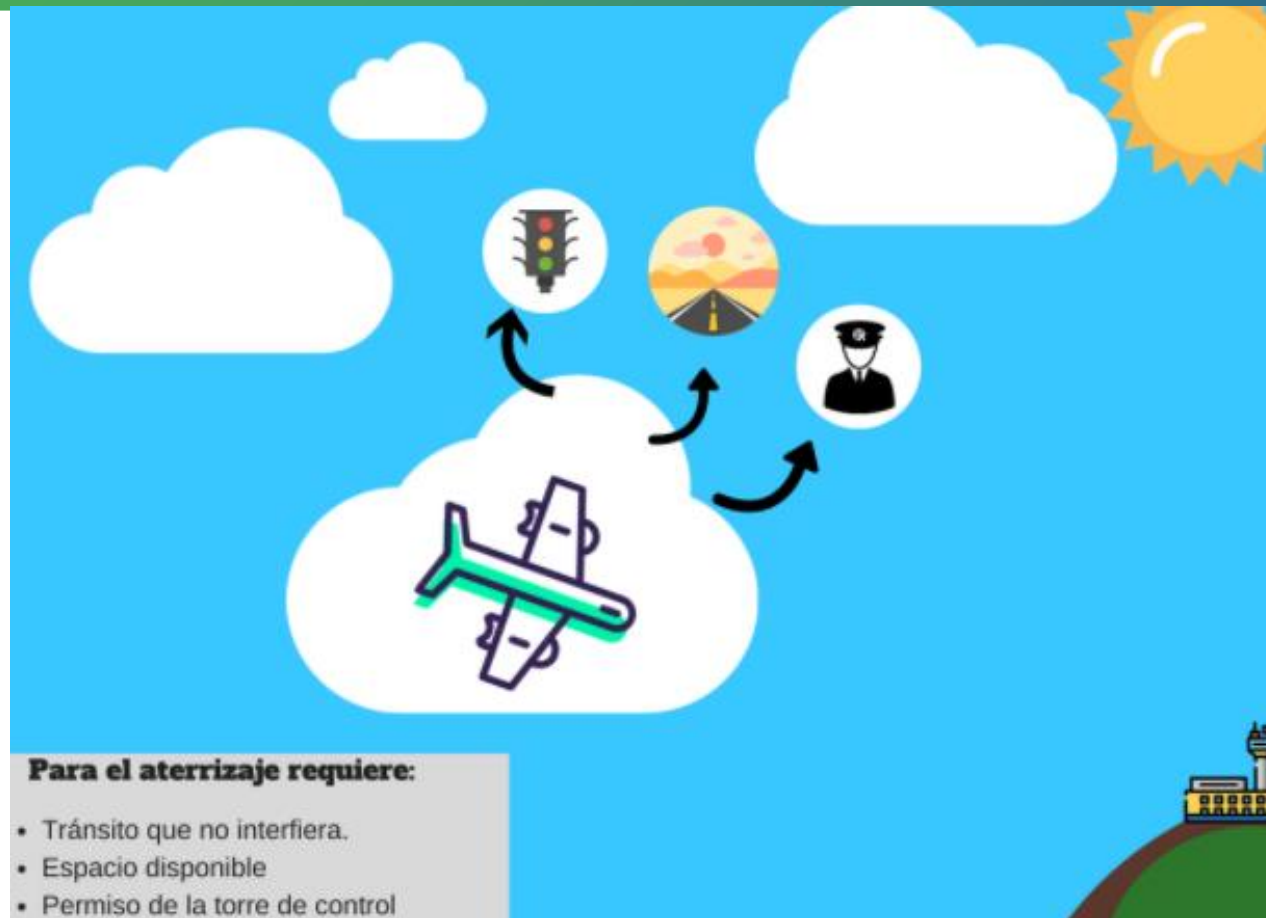 Para el aterrizaje requiere:
• Tránsito que no interfiera.
• Espacio disponible
• Permiso de la torre de control